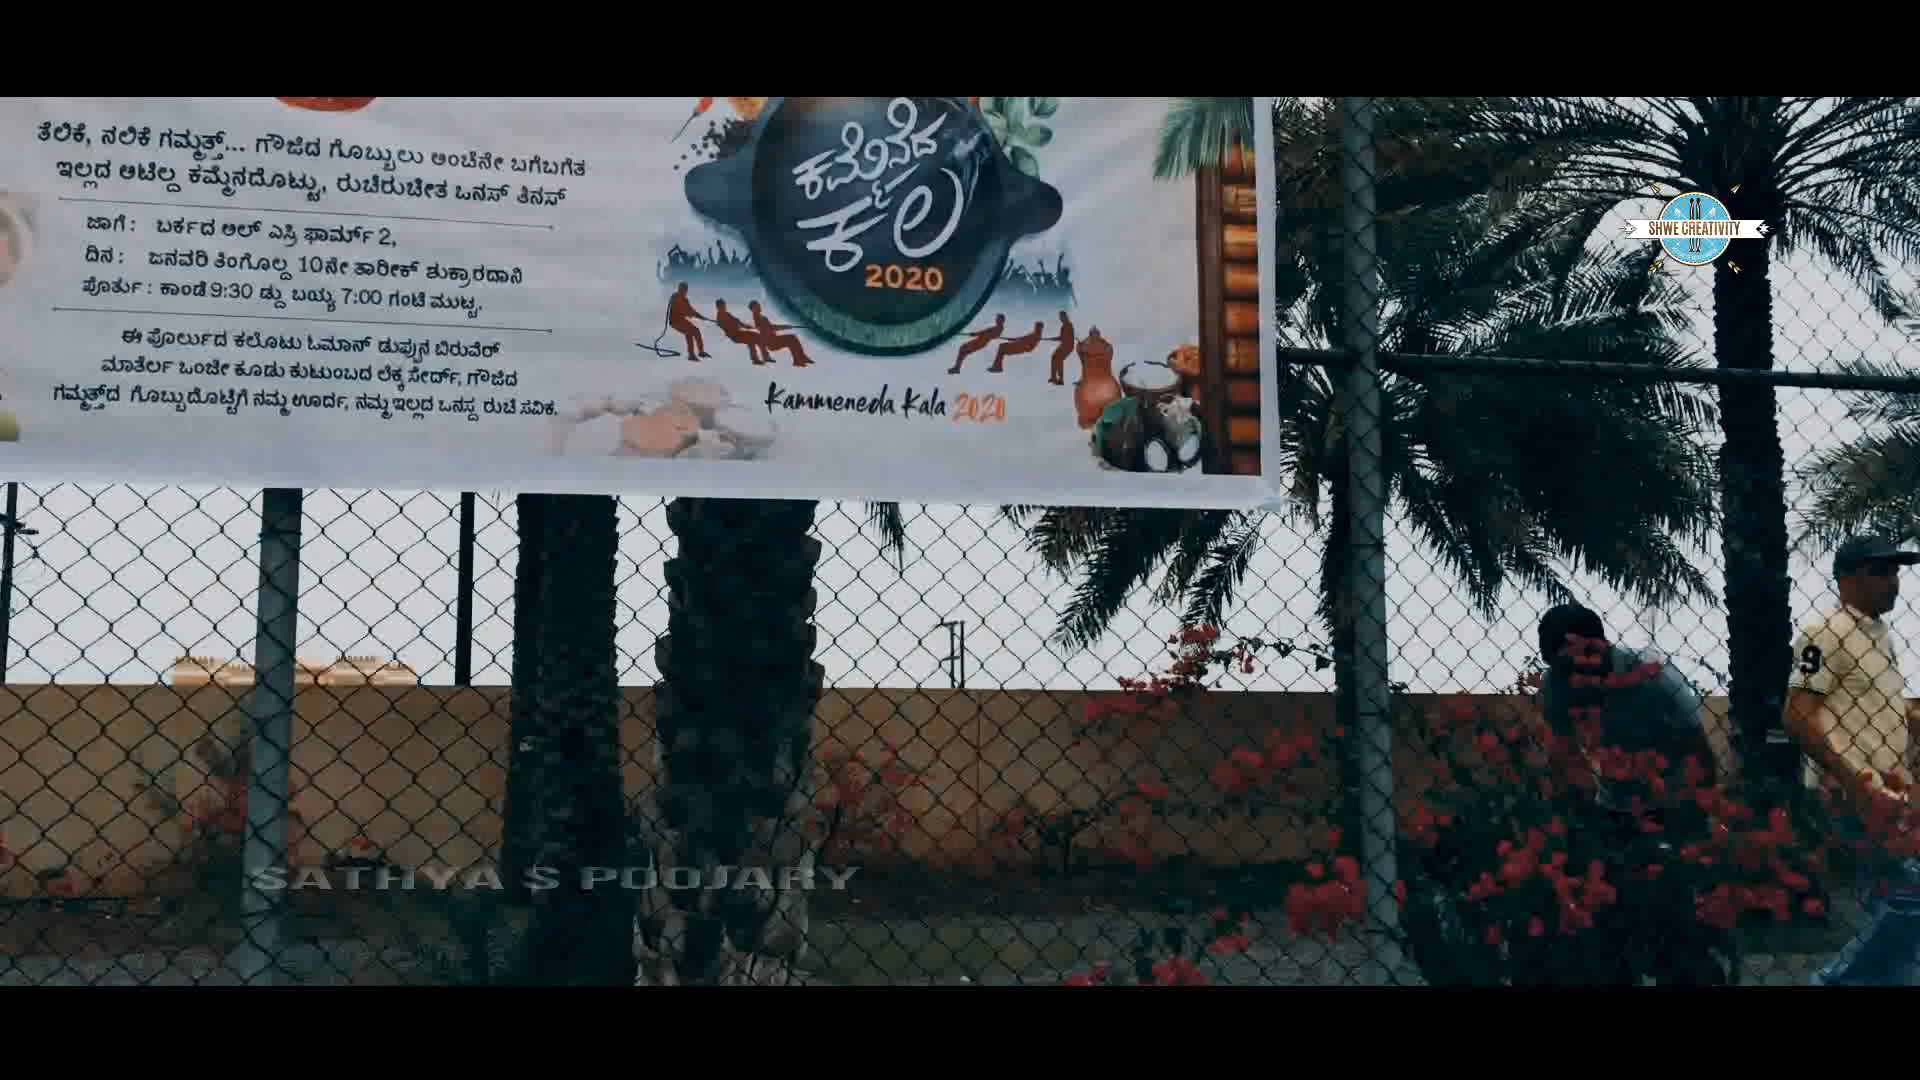 ತೆಲಿಕೆ, ನಲಿಕೆ ಗಮ್ಮತ್ತ್... ಗೌಜಿದ ಗೊಬ್ಬುಲು ಅಂಚೆನೇ ಬಗೆಬಗೆತ
ಇಲ್ಲದ ಅಟಿಲ್ದ ಕಮ್ಮೆನದೊಟ್ಟು, ರುಚಿರುಚೀತ ಒನಸ್ ತಿನಸ್
ಜಾಗೆ : ಬರ್ಕದ ಅಲ್ ಎಸ್ರಿ ಫಾರ್ಮ್ 2,
ದಿನ : ಜನವರಿ ತಿಂಗೊಲ್ದ 10ನೇ ತಾರೀಕ್ ಶುಕ್ರಾರದಾನಿ
ಪೊರ್ತು : ಕಾಂಡೆ 9:30 ಡ್ದು ಬಯ್ಯ 7:00 ಗಂಟೆ ಮುಟ್ಟ.
ಈ ಪೊರ್ಲುದ ಕಲೊಟು ಓಮಾನ್ ಡುಪ್ಪುನ ಬಿರುವೆರ್
ಮಾತೆರ್ಲ ಒಂಜೇ ಕೂಡು ಕುಟುಂಬದ ಲೆಕ್ಕ ಸೇರ್ದ್, ಗೌಜಿದ
ಗಮ್ಮತ್ತ್‌ದ ಗೊಬ್ಬುದೊಟ್ಟಿಗೆ ನಮ್ಮ ಊರ್ದ, ನಮ್ಮ ಇಲ್ಲದ ಒನಸ್ದ ರುಚಿ ಸವಿಕ.
ಕಮ್ಮೆನೆದ
ಕಲ
2020
Kammeneda Kala 2020
SHWE CREATIVITY
9
SATHYA S POOJARY